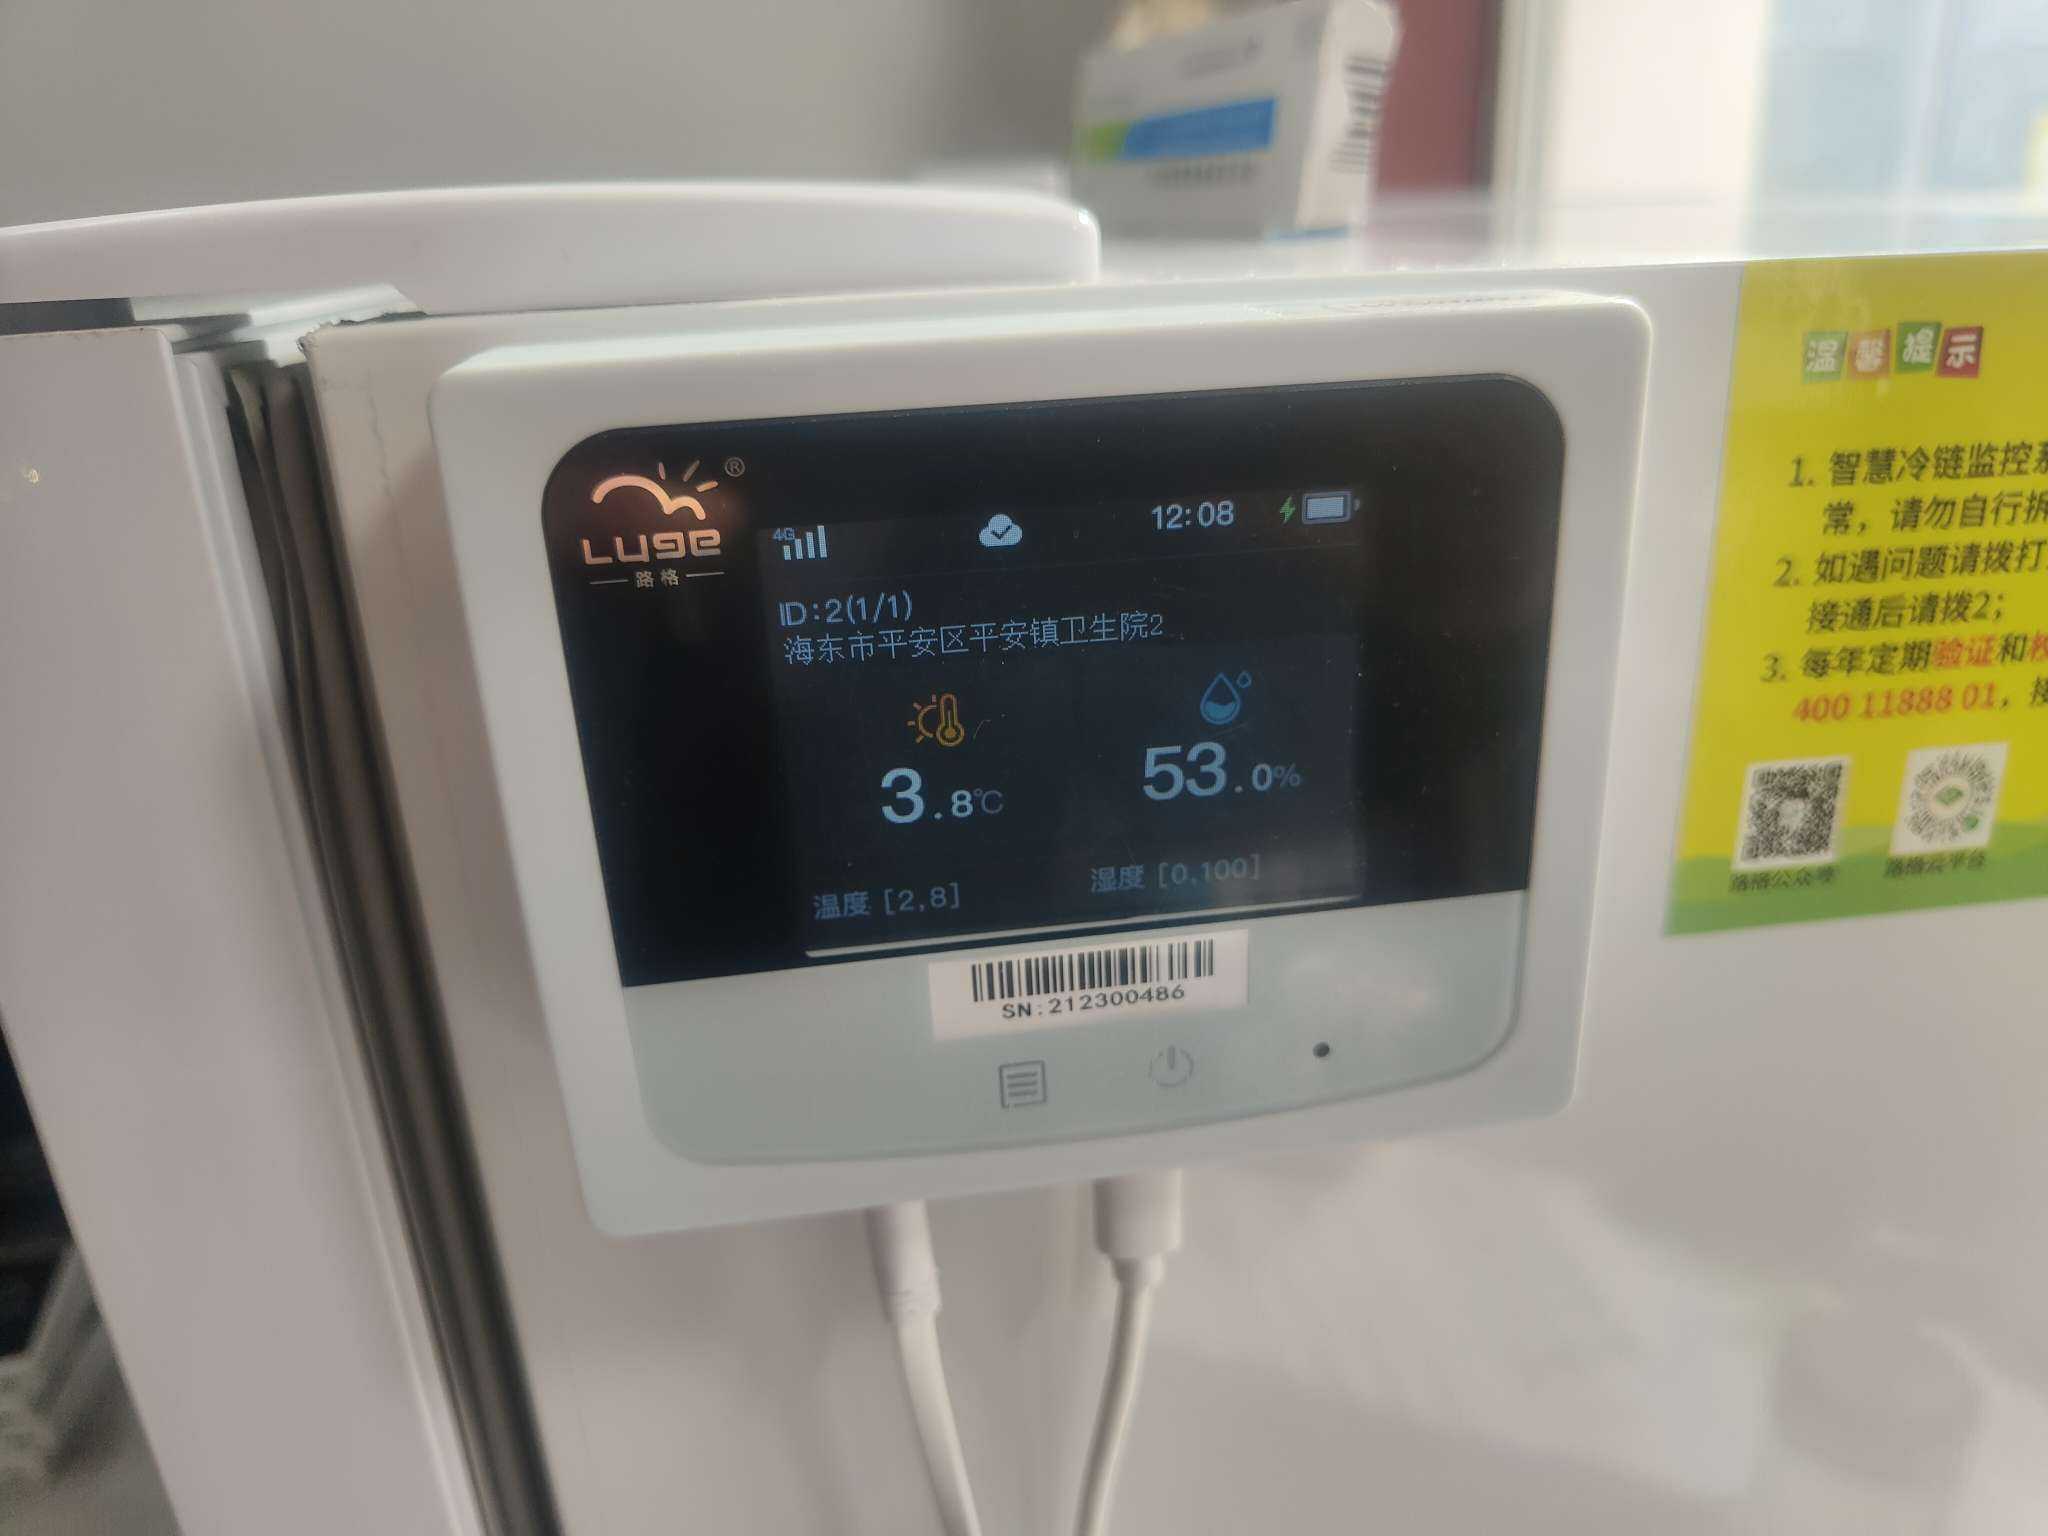 LUGE®
路格
4G
12:08
ID:2(1/1)
海东市平安区平安镇卫生院2
3.8℃
53.0%
温度 [2,8]
湿度 [0,100]
SN:212300486
温馨提示
1. 智慧冷链监控系
常，请勿自行拆
2. 如遇问题请拨打
接通后请拨2；
3. 每年定期验证和校
400 11888 01，接
路格公众号
路格云平台